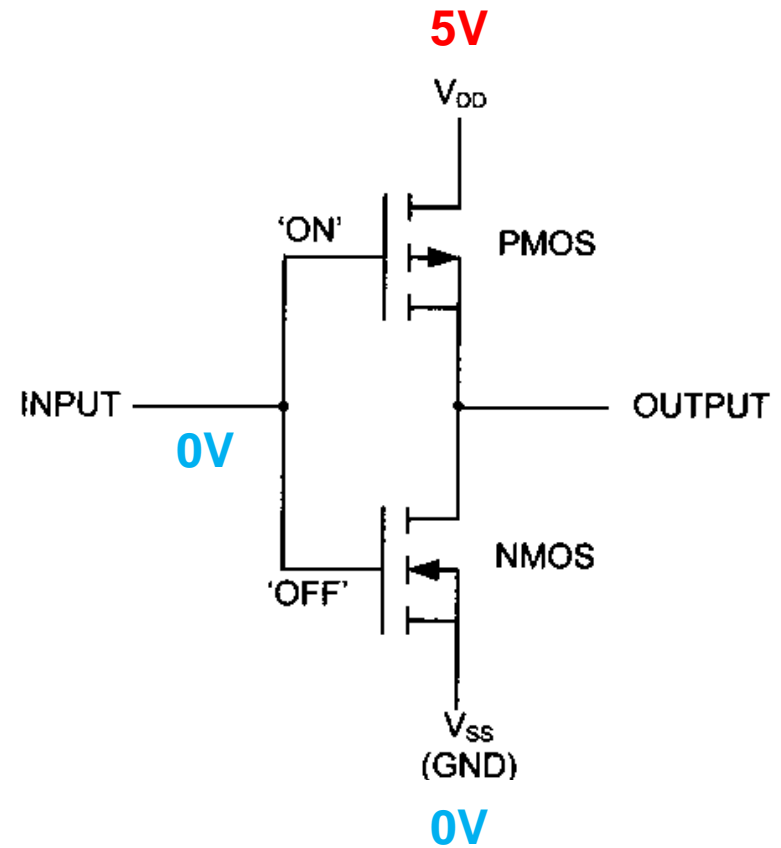 5V
VDD
'ON'
PMOS
INPUT
OUTPUT
0V
NMOS
'OFF'
VSS
(GND)
0V